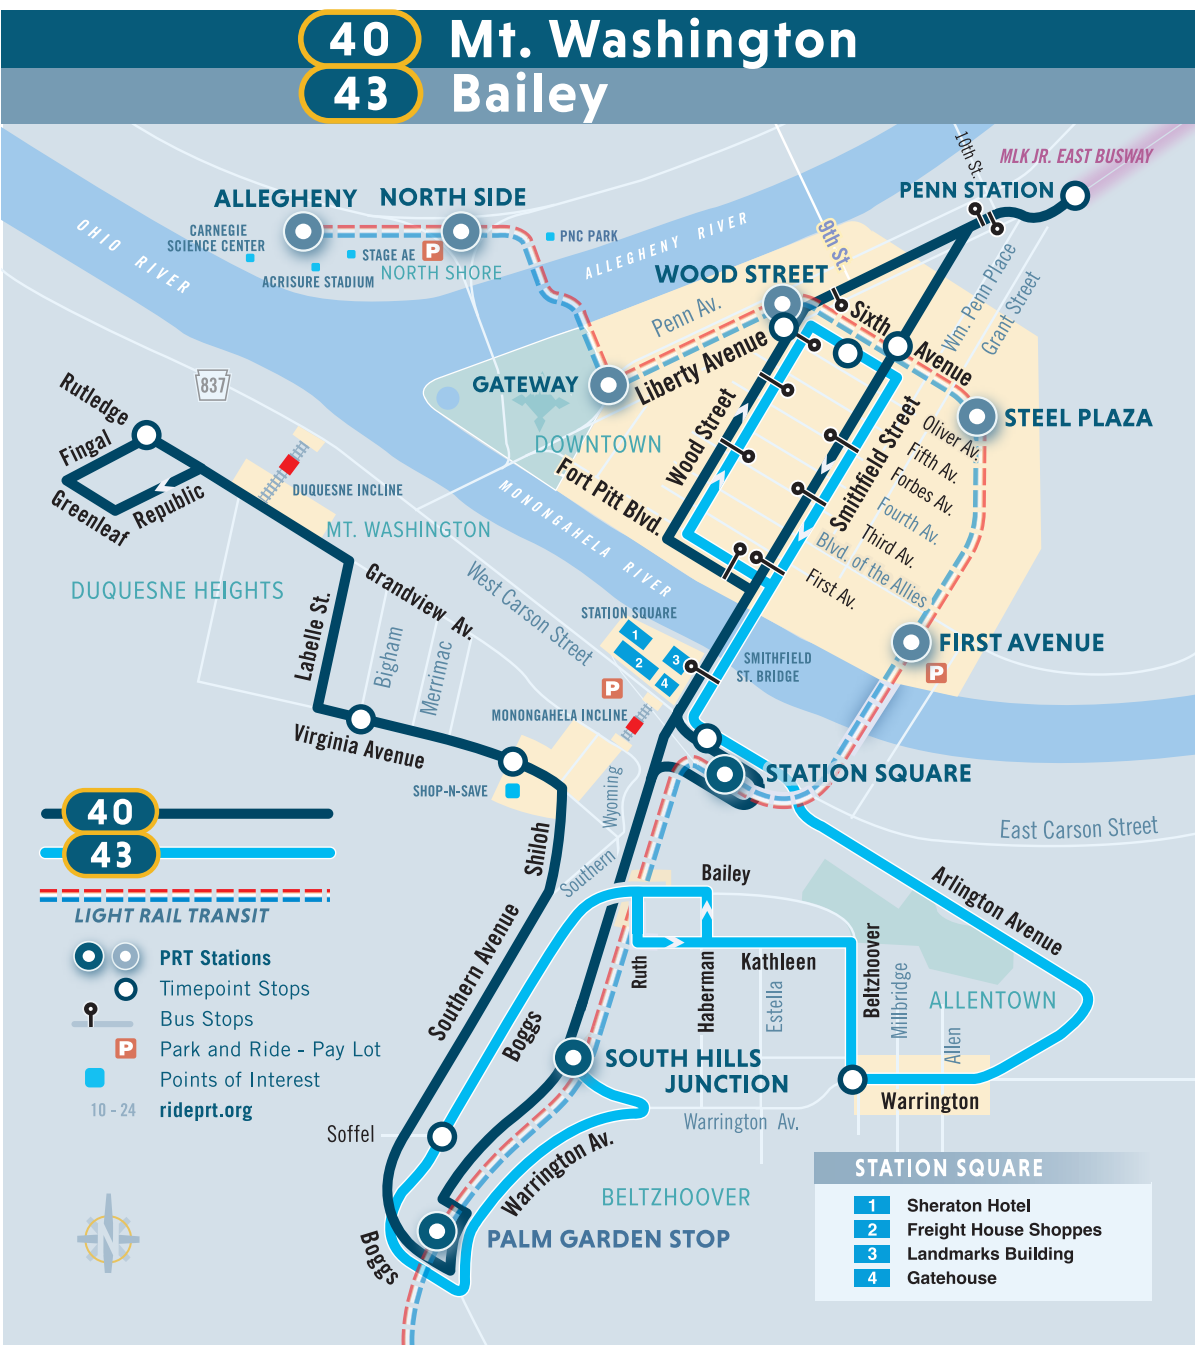 40 Mt. Washington
43 Bailey
10th St.
MLK JR. EAST BUSWAY
PENN STATION
ALLEGHENY
NORTH SIDE
CARNEGIE
SCIENCE CENTER
STAGE AE
P
PNC PARK
ACRISURE STADIUM
NORTH SHORE
OHIO RIVER
ALLEGHENY RIVER
9th St.
WOOD STREET
Penn Av.
Sixth
Avenue
Wm. Penn Place
Grant Street
Liberty Avenue
GATEWAY
837
Rutledge
Fingal
Greenleaf
Republic
DUQUESNE INCLINE
DOWNTOWN
Wood Street
Fort Pitt Blvd.
Smithfield Street
STEEL PLAZA
Oliver Av.
Fifth Av.
Forbes Av.
Fourth Av.
Third Av.
Blvd. of the Allies
First Av.
MONONGAHELA RIVER
MT. WASHINGTON
DUQUESNE HEIGHTS
Grandview Av.
West Carson Street
STATION SQUARE
1
2
3
4
P
SMITHFIELD
ST. BRIDGE
FIRST AVENUE
P
Labelle St.
Bigham
Merrimac
MONONGAHELA INCLINE
Virginia Avenue
SHOP-N-SAVE
STATION SQUARE
Wyoming
East Carson Street
Shiloh
Southern
Bailey
Arlington Avenue
40
43
LIGHT RAIL TRANSIT
PRT Stations
Timepoint Stops
Bus Stops
P Park and Ride - Pay Lot
Points of Interest
10 - 24 rideprt.org
Southern Avenue
Boggs
Ruth
Haberman
Kathleen
Estella
Beltzhoover
Millbridge
Allen
ALLENTOWN
SOUTH HILLS
JUNCTION
Warrington
Warrington Av.
Soffel
Warrington Av.
BELTZHOOVER
PALM GARDEN STOP
Boggs
N
STATION SQUARE
1 Sheraton Hotel
2 Freight House Shoppes
3 Landmarks Building
4 Gatehouse